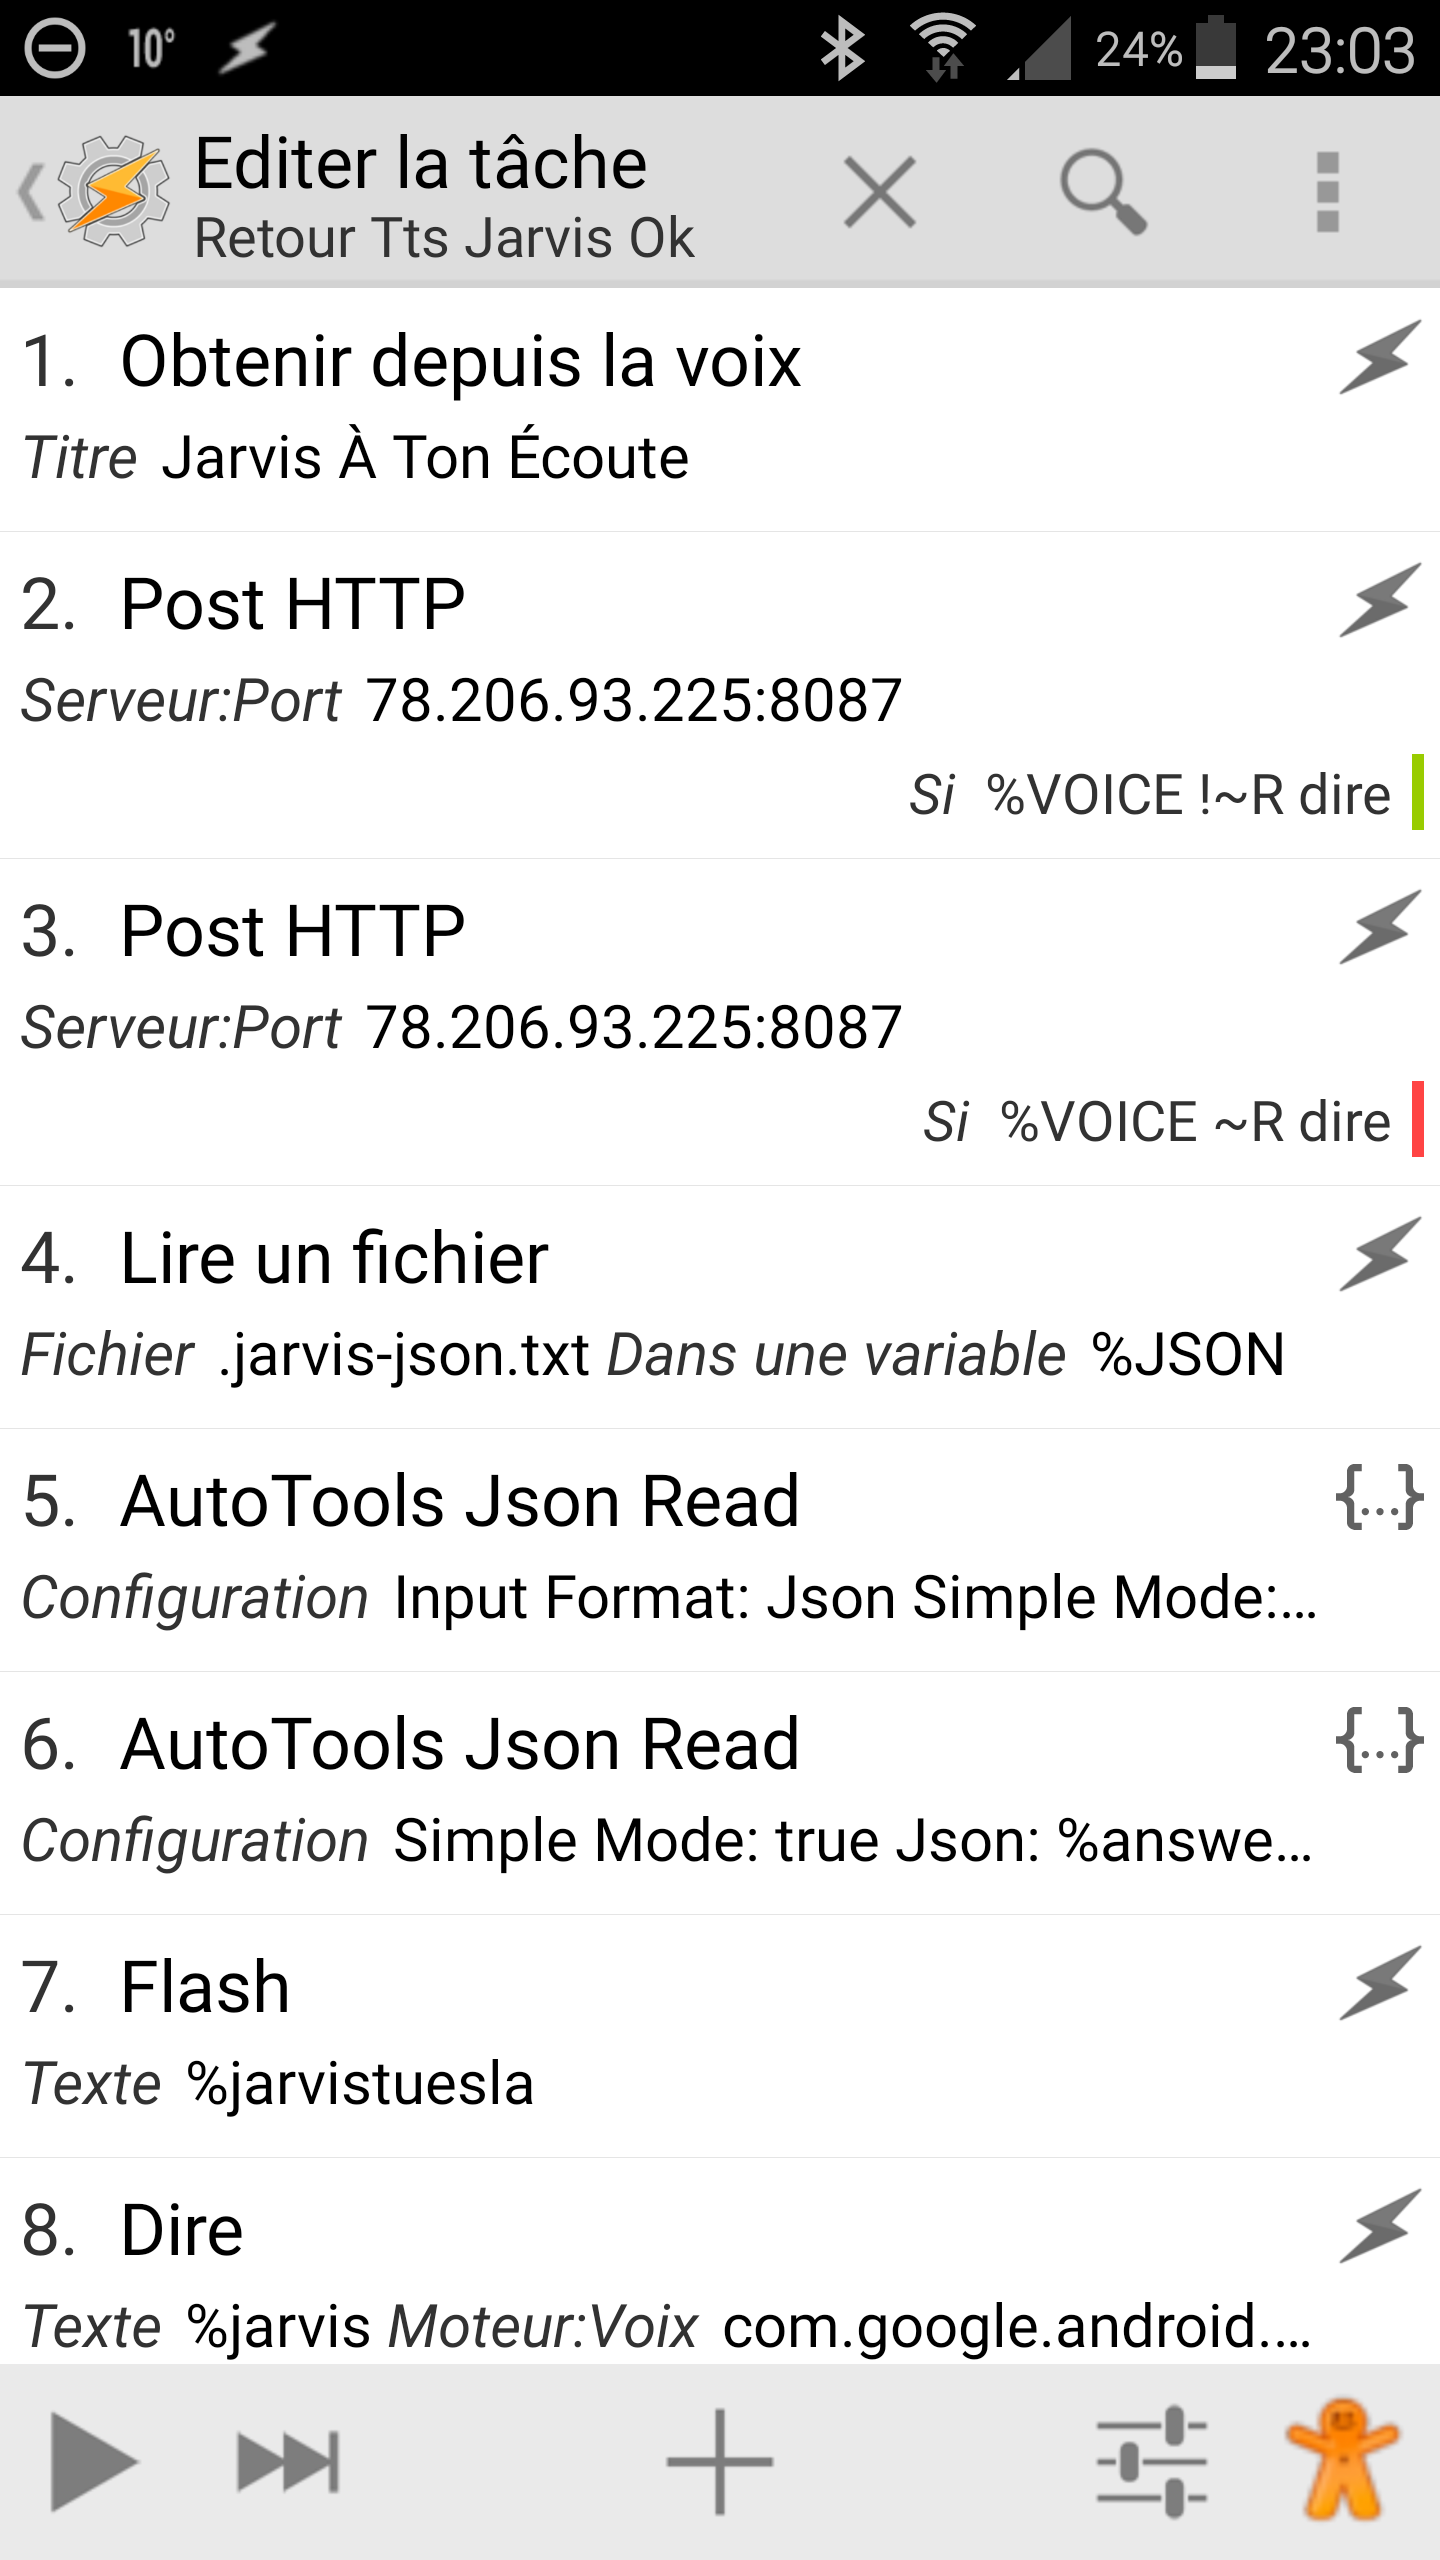 10° 24% 23:03
Editer la tâche
Retour Tts Jarvis Ok
1. Obtenir depuis la voix
Titre Jarvis À Ton Écoute
2. Post HTTP
Serveur:Port 78.206.93.225:8087
Si %VOICE !~R dire
3. Post HTTP
Serveur:Port 78.206.93.225:8087
Si %VOICE ~R dire
4. Lire un fichier
Fichier .jarvis-json.txt Dans une variable %JSON
5. AutoTools Json Read
{...}
Configuration Input Format: Json Simple Mode:...
6. AutoTools Json Read
{...}
Configuration Simple Mode: true Json: %answe...
7. Flash
Texte %jarvistuesla
8. Dire
Texte %jarvis Moteur:Voix com.google.android....